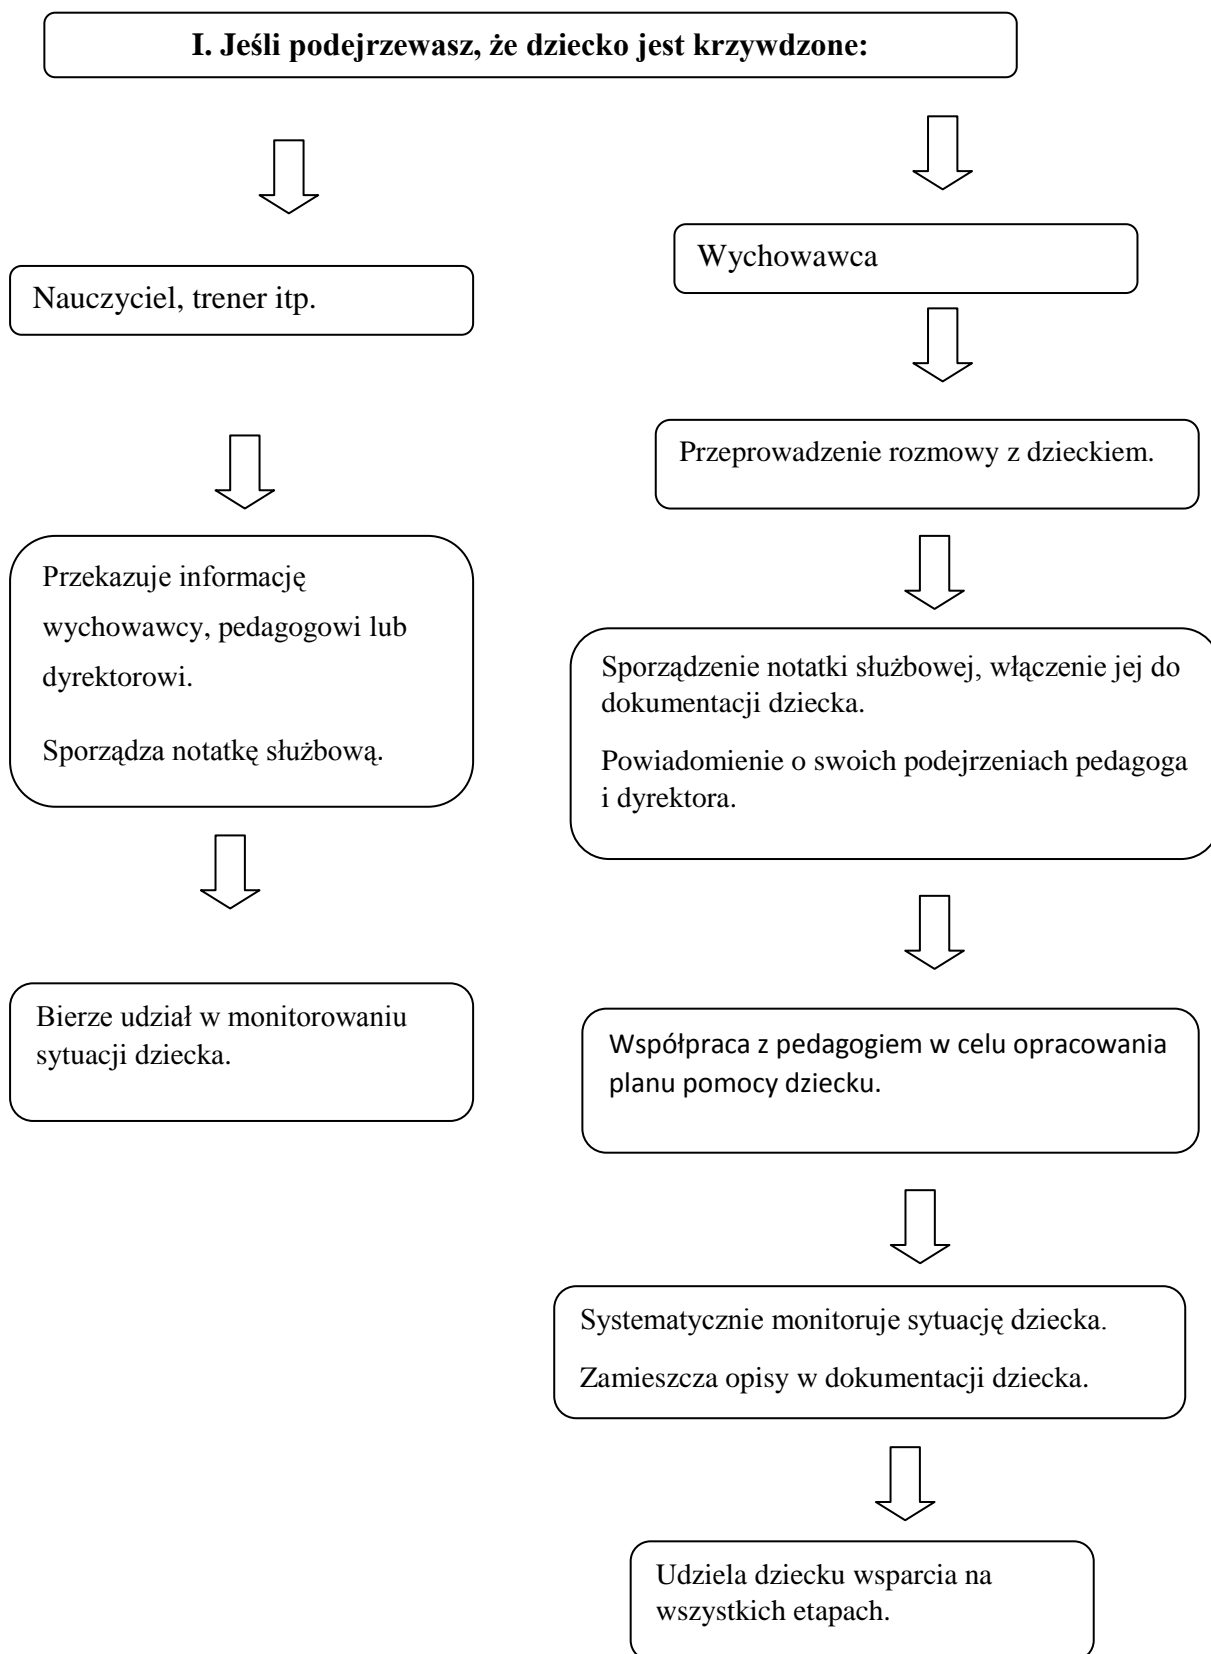 I. Jeśli podejrzewasz, że dziecko jest krzywdzone:
Nauczyciel, trener itp.
Przekazuje informację
wychowawcy, pedagogowi lub
dyrektorowi.
Sporządza notatkę służbową.
Bierze udział w monitorowaniu
sytuacji dziecka.
Wychowawca
Przeprowadzenie rozmowy z dzieckiem.
Sporządzenie notatki służbowej, włączenie jej do
dokumentacji dziecka.
Powiadomienie o swoich podejrzeniach pedagoga
i dyrektora.
Współpraca z pedagogiem w celu opracowania
planu pomocy dziecku.
Systematycznie monitoruje sytuację dziecka.
Zamieszcza opisy w dokumentacji dziecka.
Udziela dziecku wsparcia na
wszystkich etapach.